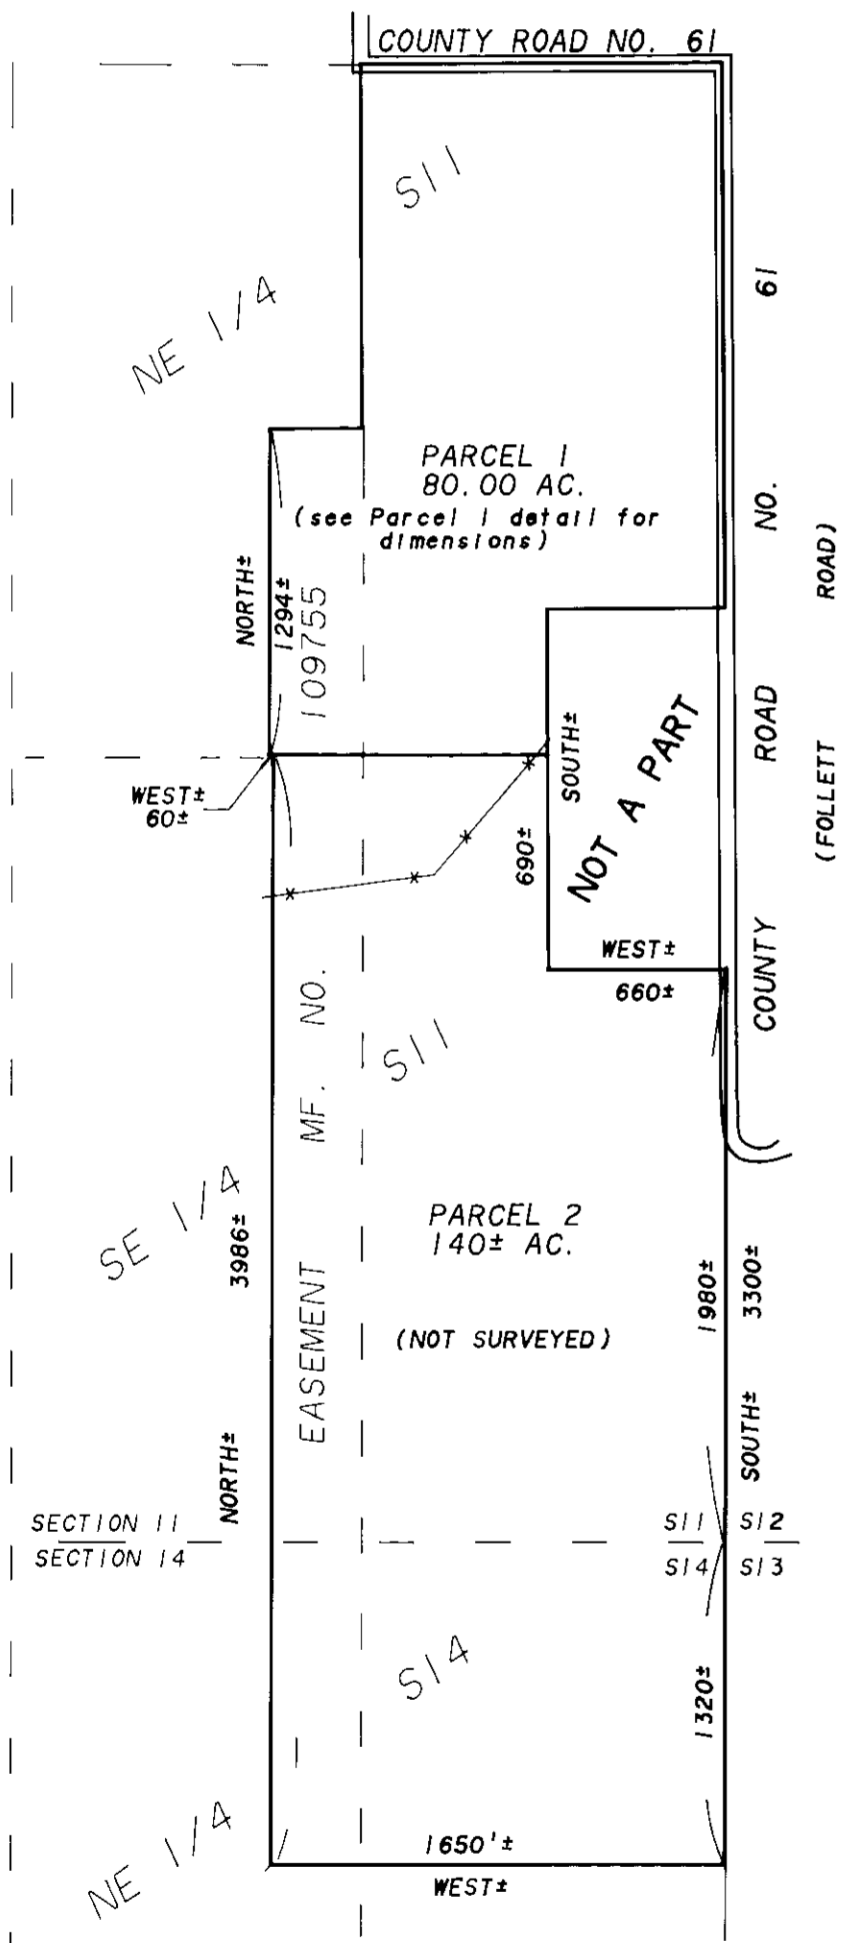 COUNTY ROAD NO. 61
S11
NE 1/4
COUNTY ROAD NO. 61
(FOLLETT ROAD)
PARCEL 1
80.00 AC.
(see Parcel 1 detail for
dimensions)
NORTH±
1294±
EASEMENT MF. NO. 109755
WEST±
60±
SOUTH±
690±
NOT A PART
WEST±
660±
S11
SE 1/4
3986±
NORTH±
PARCEL 2
140± AC.
(NOT SURVEYED)
1980±
3300±
SOUTH±
SECTION 11
SECTION 14
S11 S12
S14 S13
S14
1320±
NE 1/4
1650'±
WEST±